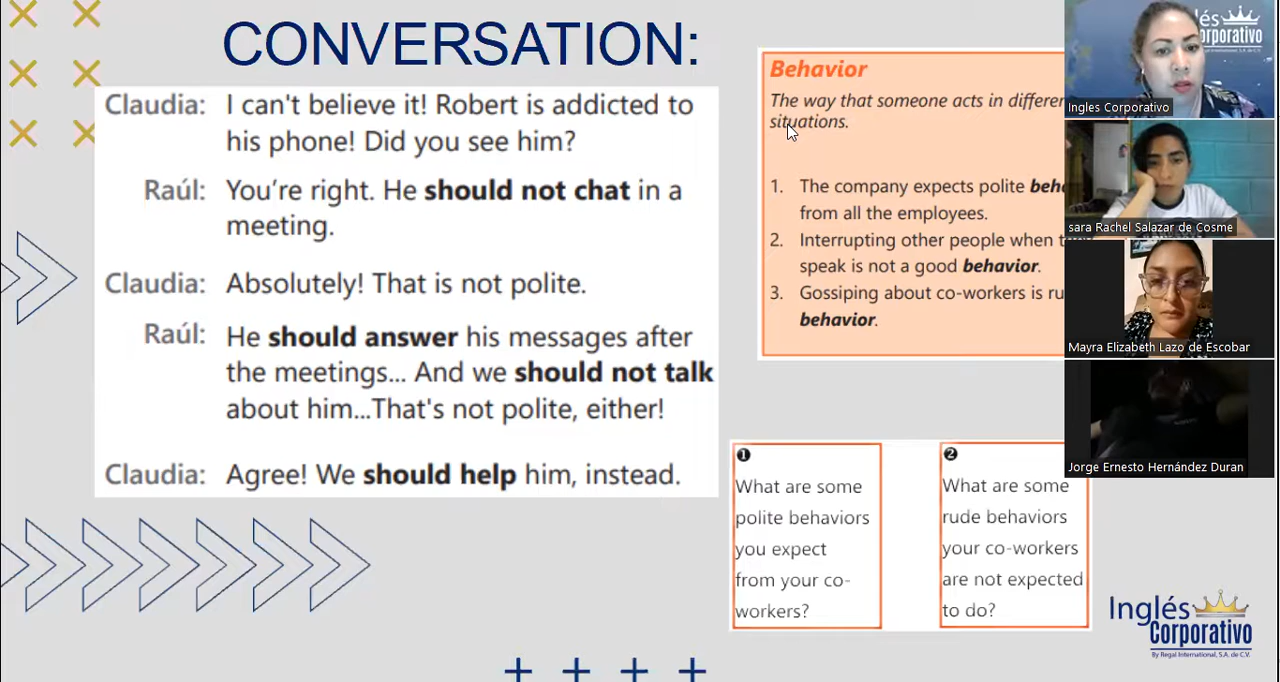 CONVERSATION:
Claudia: I can't believe it! Robert is addicted to
his phone! Did you see him?
Raúl: You're right. He should not chat in a
meeting.
Claudia: Absolutely! That is not polite.
Raúl: He should answer his messages after
the meetings... And we should not talk
about him...That's not polite, either!
Claudia: Agree! We should help him, instead.
Behavior
The way that someone acts in
situations.
1. The company expects polite
from all the employees.
2. Interrupting other people when
speak is not a good behavior.
3. Gossiping about co-workers is
behavior.
1
What are some
polite behaviors
you expect
from your co-
workers?
2
What are some
rude behaviors
your co-workers
are not expected
to do?
Inglés
Corporativo
By Regal International, S.A. de C.V.
Corporativo
Ingles Corporativo
sara Rachel Salazar de Cosme
Mayra Elizabeth Lazo de Escobar
Jorge Ernesto Hernández Duran